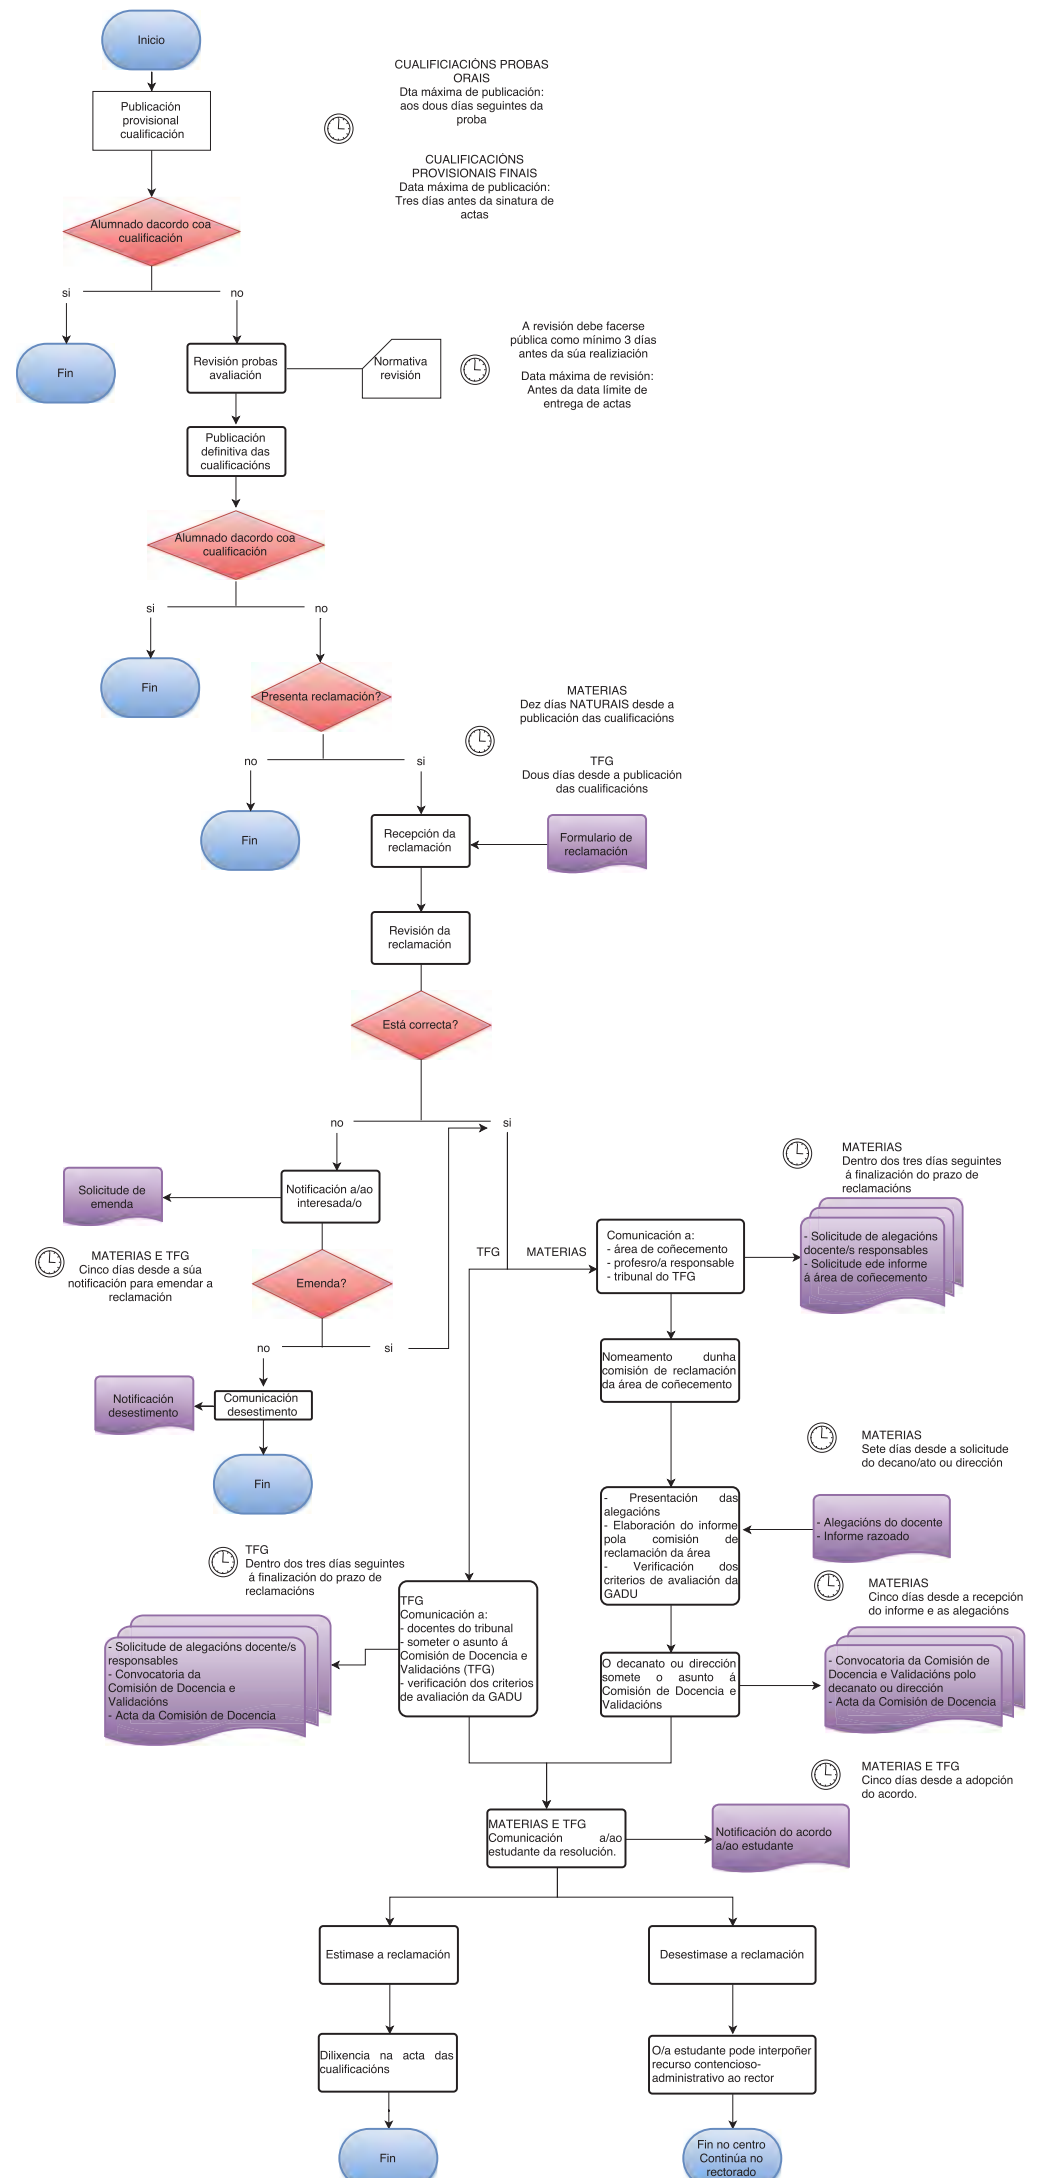 Inicio
Publicación
provisional
cualificación
CUALIFICIACIÓNS PROBAS
ORAIS
Dta máxima de publicación:
aos dous días seguintes da
proba
CUALIFICACIÓNS
PROVISIONAIS FINAIS
Data máxima de publicación:
Tres días antes da sinatura de
actas
Alumnado dacordo coa
cualificación
si
no
Fin
Revisión probas
avaliación
Normativa
revisión
A revisión debe facerse
pública como mínimo 3 días
antes da súa realiziación
Data máxima de revisión:
Antes da data límite de
entrega de actas
Publicación
definitiva das
cualificacións
Alumnado dacordo coa
cualificación
si
no
Fin
Presenta reclamación?
MATERIAS
Dez días NATURAIS desde a
publicación das cualificacións
TFG
Dous días desde a publicación
das cualificacións
no
si
Fin
Recepción da
reclamación
Formulario de
reclamación
Revisión da
reclamación
Está correcta?
no
si
Notificación a/ao
interesada/o
Solicitude de
emenda
MATERIAS E TFG
Cinco días desde a súa
notificación para emendar a
reclamación
Emenda?
no
si
Comunicación
desestimento
Notificación
desestimento
Fin
TFG
MATERIAS
Comunicación a:
- área de coñecemento
- profesro/a responsable
- tribunal do TFG
MATERIAS
Dentro dos tres días seguintes
á finalización do prazo de
reclamacións
- Solicitude de alegacións
docente/s responsables
- Solicitude ede informe
á área de coñecemento
Nomeamento dunha
comisión de reclamación
da área de coñecemento
MATERIAS
Sete días desde a solicitude
do decano/ato ou dirección
- Presentación das
alegacións
- Elaboración do informe
pola comisión de
reclamación da área
- Verificación dos
criterios de avaliación da
GADU
- Alegacións do docente
- Informe razoado
MATERIAS
Cinco días desde a recepción
do informe e as alegacións
TFG
Dentro dos tres días seguintes
á finalización do prazo de
reclamacións
TFG
Comunicación a:
- docentes do tribunal
- someter o asunto á
Comisión de Docencia e
Validacións (TFG)
- verificación dos criterios
de avaliación da GADU
- Solicitude de alegacións docente/s
responsables
- Convocatoria da
Comisión de Docencia e
Validacións
- Acta da Comisión de Docencia
O decanato ou dirección
somete o asunto á
Comisión de Docencia e
Validacións
- Convocatoria da Comisión de
Docencia e Validacións polo
decanato ou dirección
- Acta da Comisión de Docencia
MATERIAS E TFG
Cinco días desde a adopción
do acordo.
MATERIAS E TFG
Comunicación a/ao
estudante da resolución.
Notificación do acordo
a/ao estudante
Estimase a reclamación
Desestimase a reclamación
Dilixencia na acta das
cualificacións
O/a estudante pode interpoñer
recurso contencioso-
administrativo ao rector
Fin
Fin no centro
Continúa no
rectorado